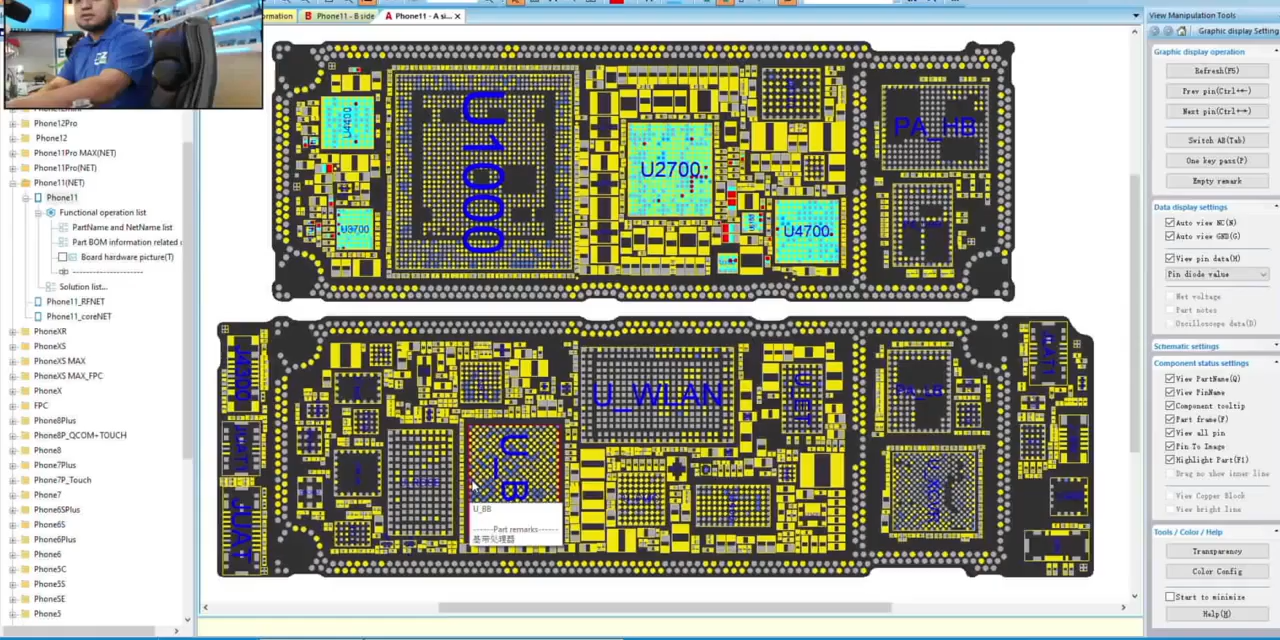 ormation
B Phone11 - B side
A Phone11 - A si...
Phone12Pro
Phone12
Phone11Pro MAX(NET)
Phone11Pro(NET)
Phone11(NET)
Phone11
Functional operation list
PartName and NetName list
Part BOM information related c
Board hardware picture(T)
--------------------
Solution list...
Phone11_RFNET
Phone11_coreNET
PhoneXR
PhoneXS
PhoneXS MAX
PhoneXS MAX_FPC
PhoneX
FPC
Phone8Plus
Phone8P_QCOM+TOUCH
Phone8
Phone7Plus
Phone7P_Touch
Phone7
Phone6SPlus
Phone6S
Phone6Plus
Phone6
Phone5C
Phone5S
Phone5E
Phone5
U4400
U3700
U1000
U2700
U4700
PA_HB
U_WLAN
U_BB
PA_LB
JUAT1
JUAT
U_BB
-----Part remarks-----
基带处理器
View Manipulation Tools
Graphic display Setting
Graphic display operation
Refresh(F5)
Prev pin(Ctrl+←)
Next pin(Ctrl+→)
Switch AB(Tab)
One key pass(P)
Empty remark
Data display settings
Auto view NC(N)
Auto view GND(G)
View pin data(M)
Pin diode value
Net voltage
Part notes
Oscilloscope data(D)
Schematic settings
Component status settings
View PartName(Q)
View PinName
Component tooltip
Part frame(F)
View all pin
Pin To Image
Highlight Part(F1)
Drag no show inner line
View Copper Block
View bright line
Tools / Color / Help
Transparency
Color Config
Start to minimize
Help(H)